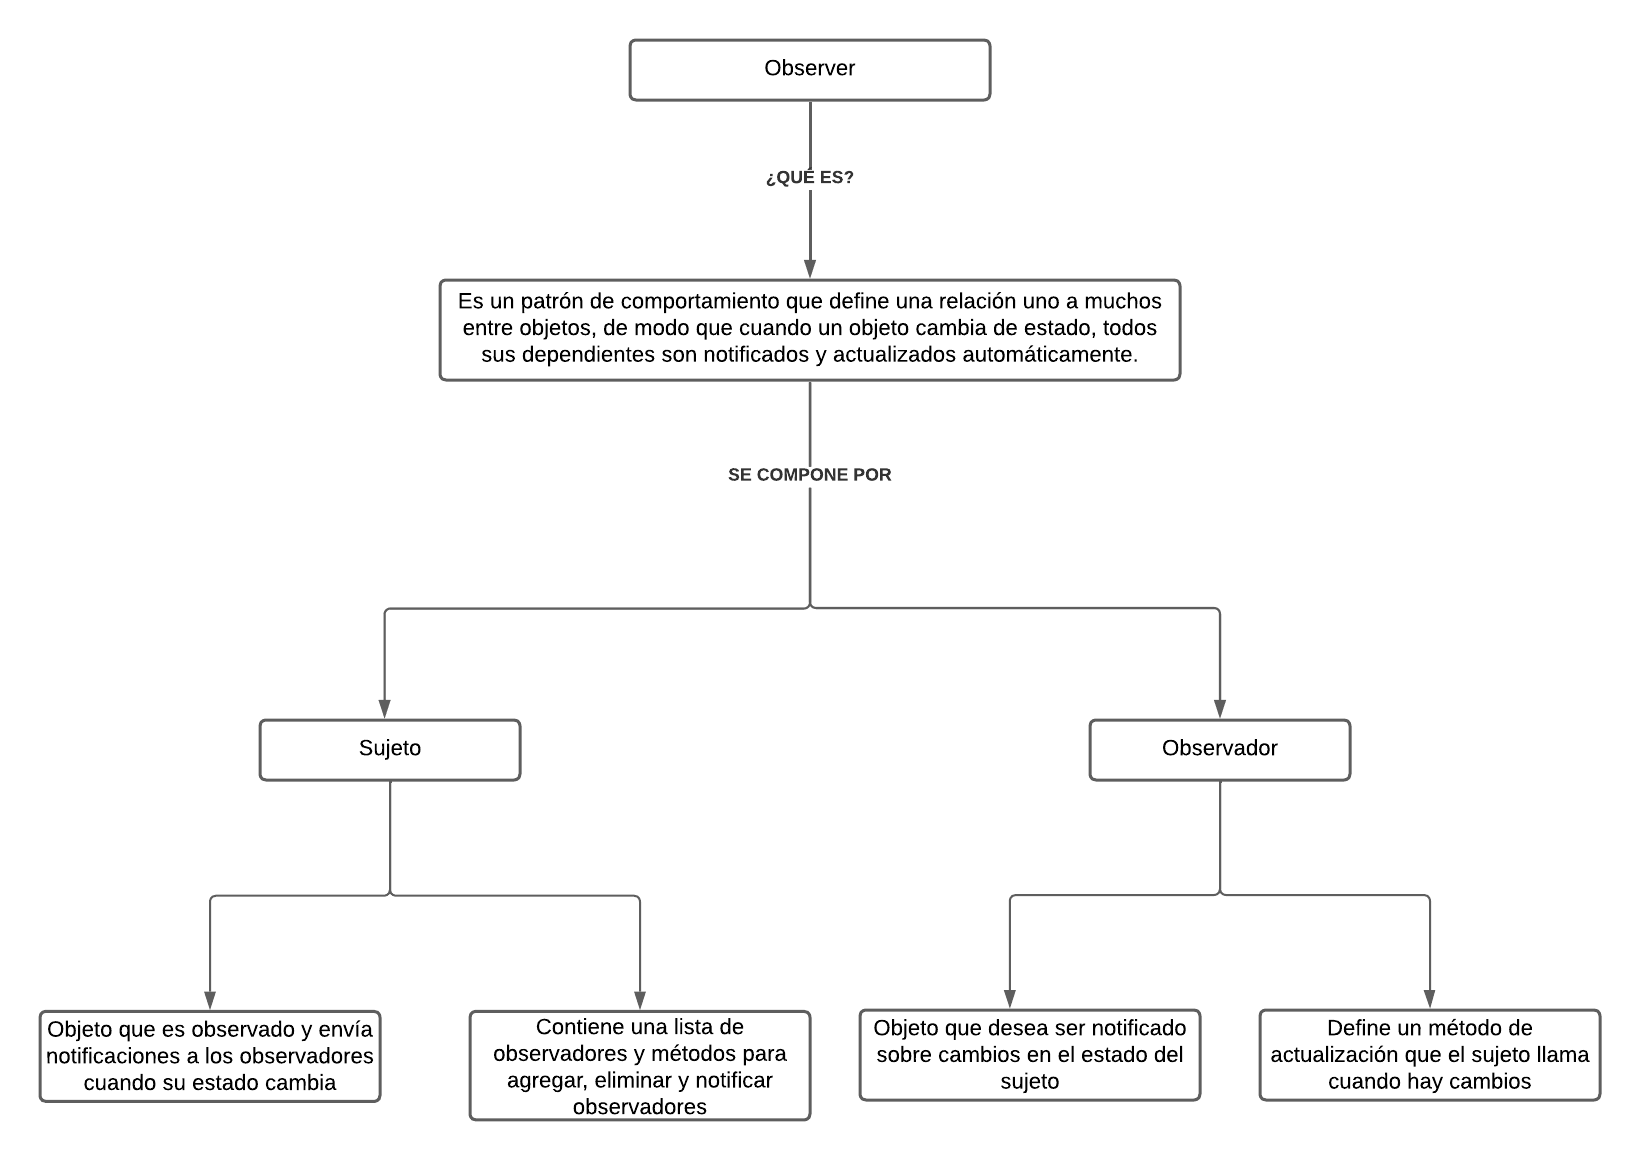 Observer
¿QUÉ ES?
Es un patrón de comportamiento que define una relación uno a muchos
entre objetos, de modo que cuando un objeto cambia de estado, todos
sus dependientes son notificados y actualizados automáticamente.
SE COMPONE POR
Sujeto
Observador
Objeto que es observado y envía
notificaciones a los observadores
cuando su estado cambia
Contiene una lista de
observadores y métodos para
agregar, eliminar y notificar
observadores
Objeto que desea ser notificado
sobre cambios en el estado del
sujeto
Define un método de
actualización que el sujeto llama
cuando hay cambios